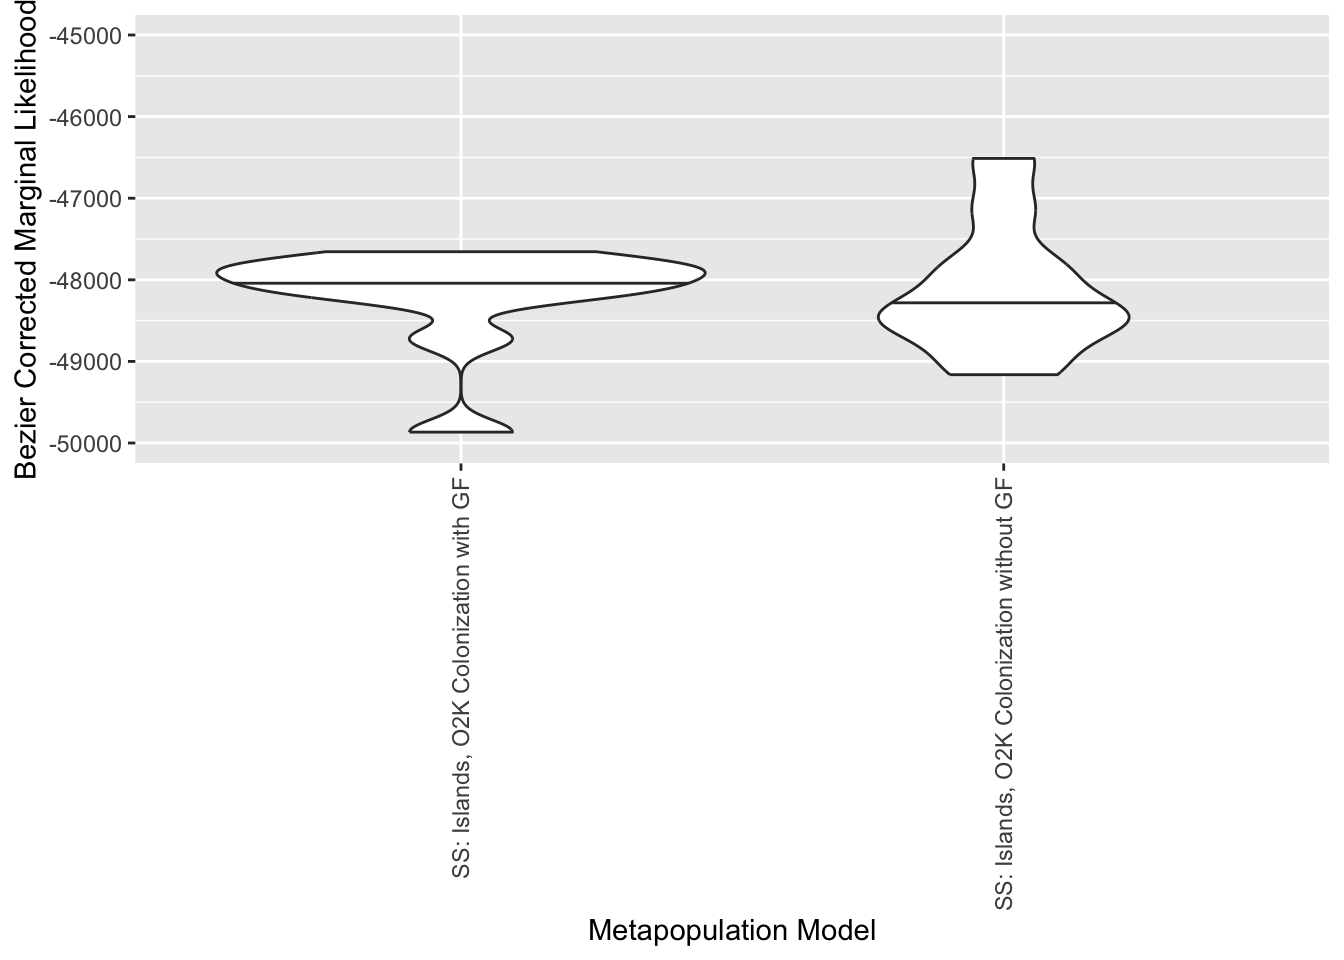 Bezier Corrected Marginal Likelihood
-45000
-46000
-47000
-48000
-49000
-50000
SS: Islands, O2K Colonization with GF
SS: Islands, O2K Colonization without GF
Metapopulation Model